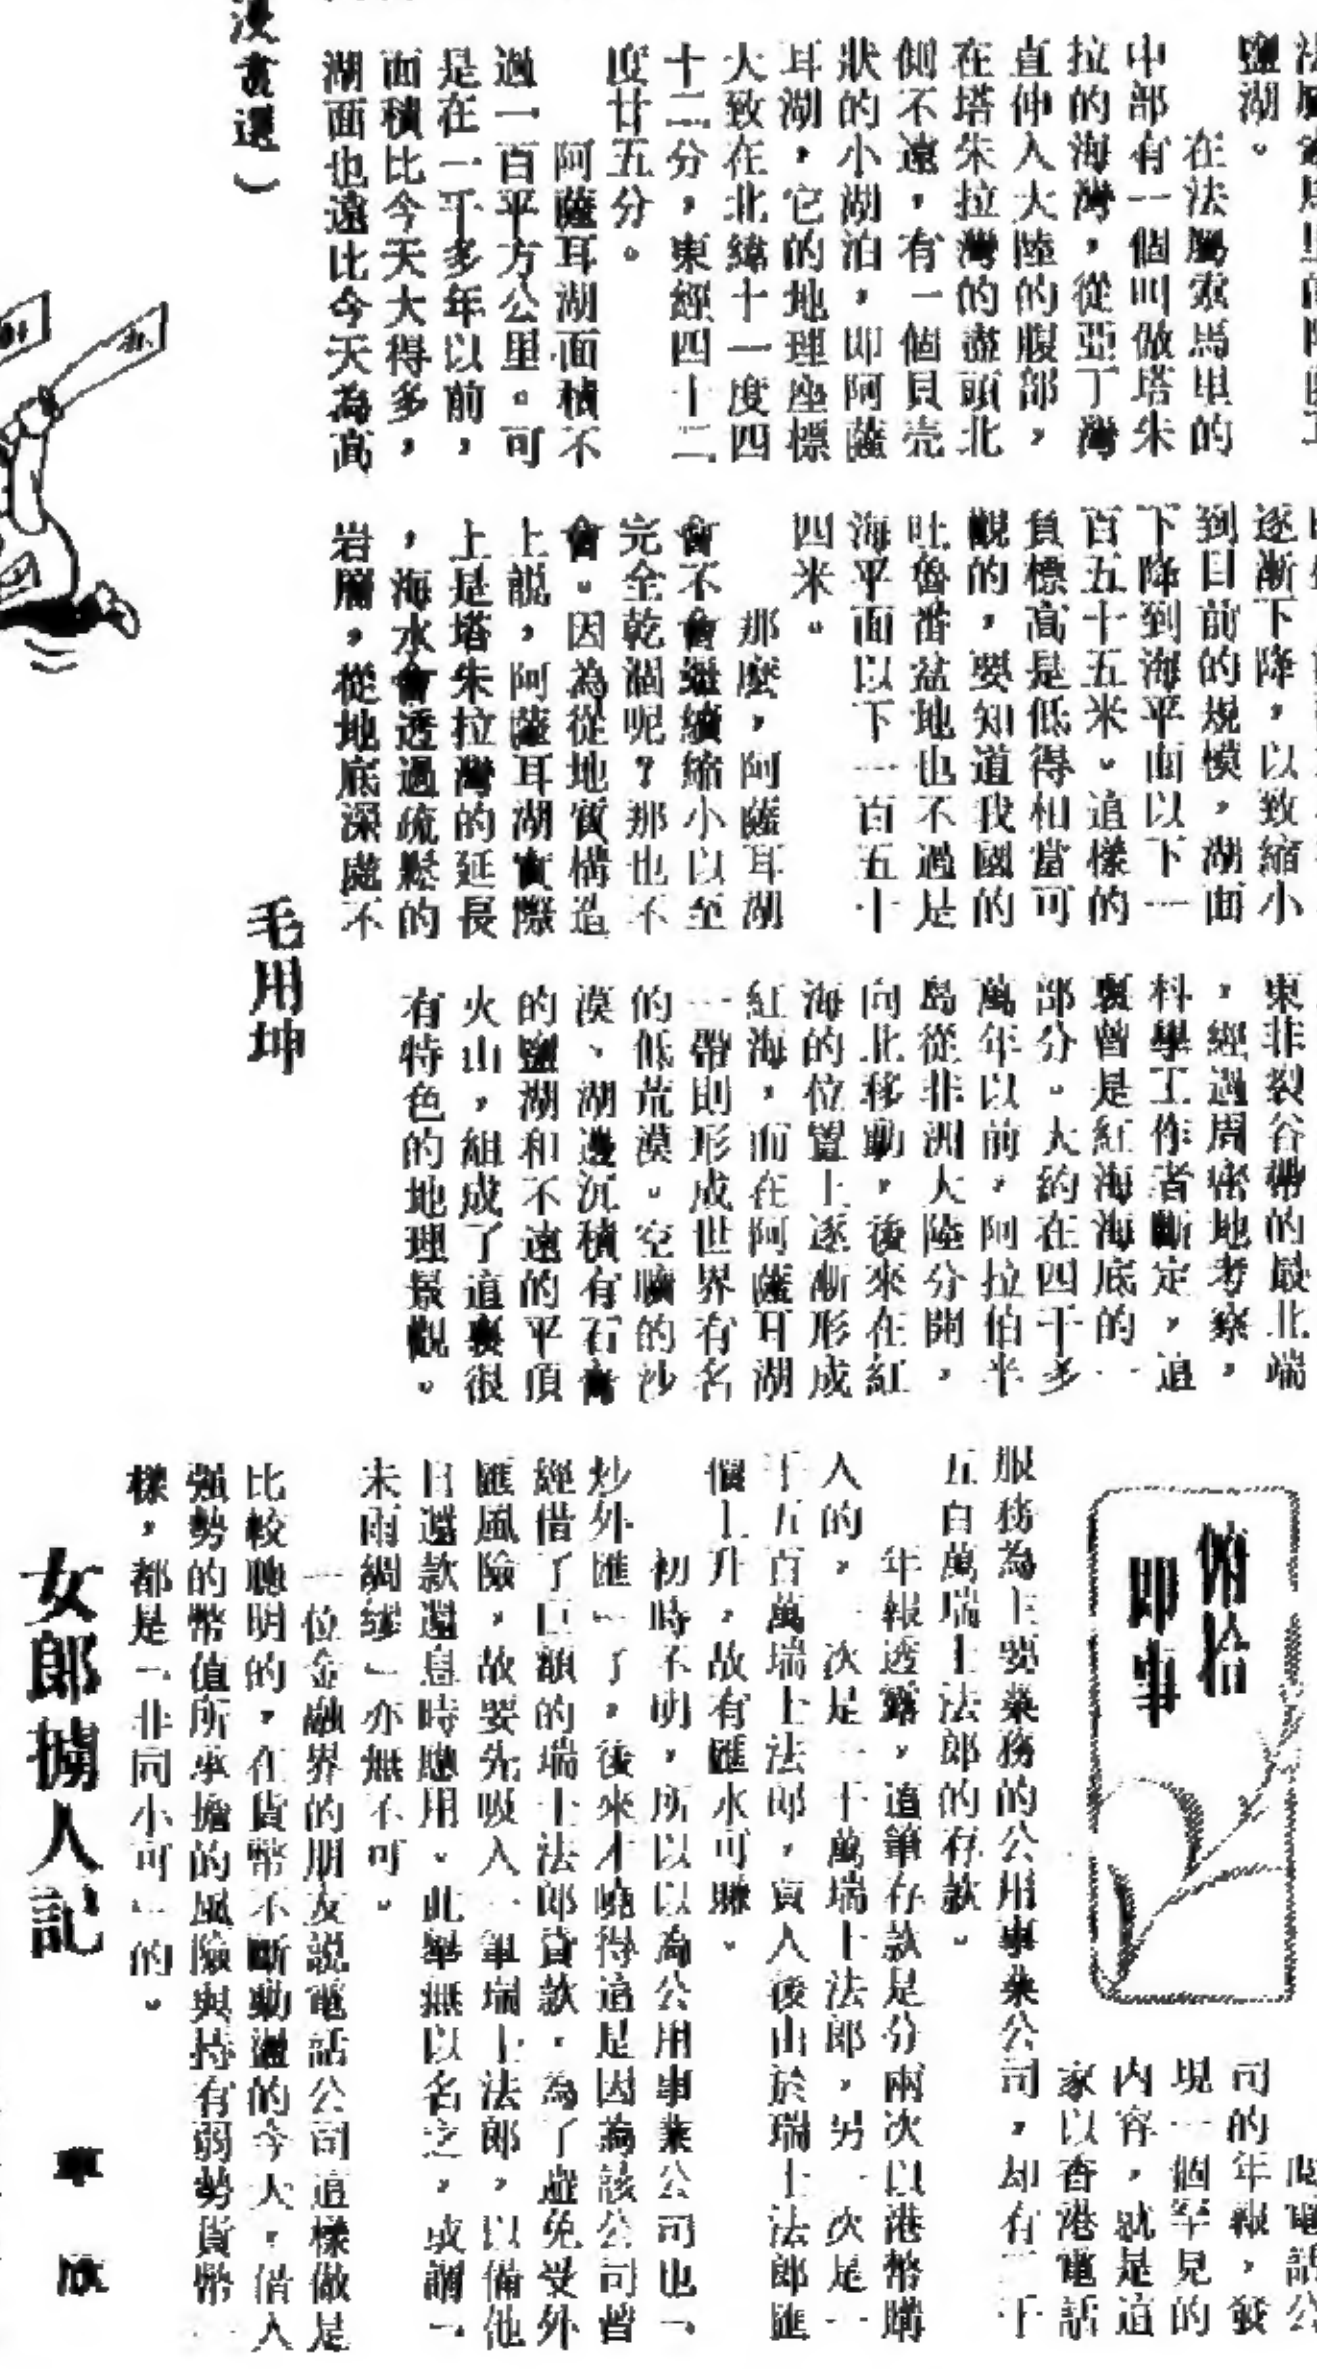 鹽湖。
在法屬索馬里的
中部有一個叫做塔朱
拉的海灣，從亞丁灣
直伸入大陸的腹部，
在塔朱拉灣的盡頭北
側不遠，有一個貝壳
狀的小湖泊，即阿薩
耳湖，它的地理座標
大致在北緯十一度四
十二分，東經四十二
度廿五分。
阿薩耳湖面積不
過一百平方公里。可
是在一千多年以前，
面積比今天大得多，
湖面也遠比今天為高
逐漸下降，以致縮小
到目前的規模，湖面
下降到海平面以下一
百五十五米。這樣的
負標高是低得相當可
觀的，要知道我國的
吐魯番盆地也不過是
海平面以下一百五十
四米。
那麼，阿薩耳湖
會不會繼續縮小以至
完全乾涸呢？那也不
會。因為從地質構造
上說，阿薩耳湖實際
上是塔朱拉灣的延長
，海水會透過疏鬆的
岩層，從地底深處不
東非裂谷帶的最北端
，經過周密地考察，
科學工作者斷定，這
裏曾是紅海海底的一
部分。大約在四千多
萬年以前，阿拉伯半
島從非洲大陸分開，
向北移動，後來在紅
海的位置上逐漸形成
紅海，而在阿薩耳湖
一帶則形成世界有名
的低荒漠。空曠的沙
漠、湖邊沉積有石膏
的鹽湖和不遠的平頂
火山，組成了這裏很
有特色的地理景觀。
毛用坤
俯拾
即事
司的年報，發
現一個罕見的
內容，就是這
家以香港電話
服務為主要業務的公用事業公司，却有二千
五百萬瑞士法郎的存款。
年報透露，這筆存款是分兩次以港幣購
入的，一次是一千萬瑞士法郎，另一次是一
千五百萬瑞士法郎，買入後由於瑞士法郎匯
價上升，故有匯水可賺。
初時不明，所以以為公用事業公司也「
炒外匯」了，後來才曉得這是因為該公司曾
經借了巨額的瑞士法郎貸款，為了避免受外
匯風險，故要先吸入一筆瑞士法郎，以備他
日還款還息時應用。此舉無以名之，或謂「
未雨綢繆」亦無不可。
一位金融界的朋友説電話公司這樣做是
比較聰明的，在貨幣不斷動盪的今天，借入
强勢的幣值所承擔的風險與持有弱勢貨幣一
樣，都是「非同小可」的。
女郎擄人記